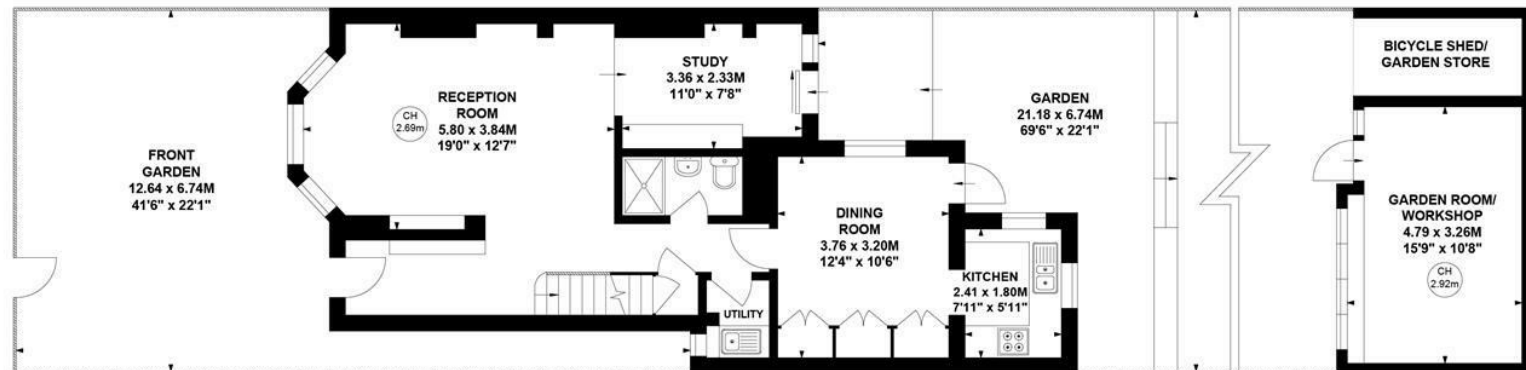 FRONT
GARDEN
12.64 x 6.74M
41'6" x 22'1"
CH
2.69m
RECEPTION
ROOM
5.80 x 3.84M
19'0" x 12'7"
STUDY
3.36 x 2.33M
11'0" x 7'8"
UTILITY
DINING
ROOM
3.76 x 3.20M
12'4" x 10'6"
KITCHEN
2.41 x 1.80M
7'11" x 5'11"
GARDEN
21.18 x 6.74M
69'6" x 22'1"
BICYCLE SHED/
GARDEN STORE
GARDEN ROOM/
WORKSHOP
4.79 x 3.26M
15'9" x 10'8"
CH
2.92m